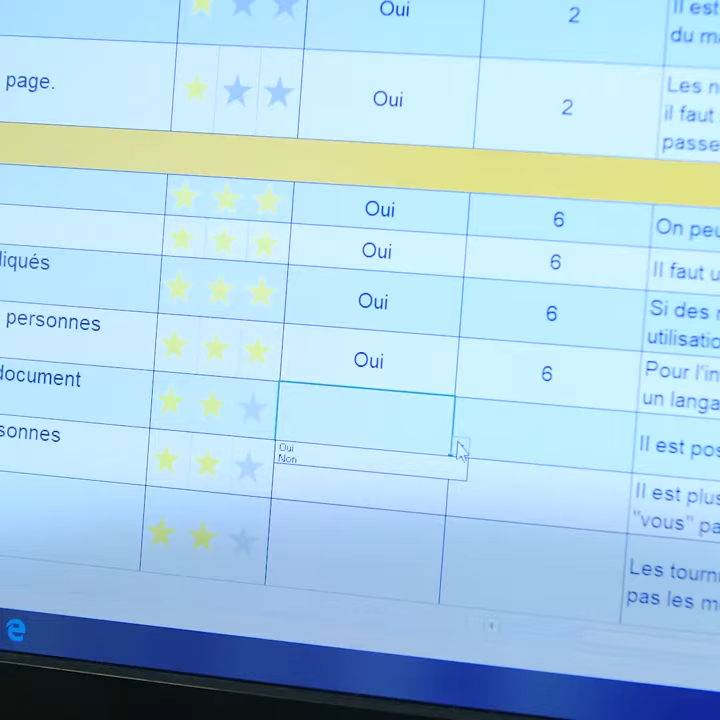 Oui
2
Il est
du
page.
Oui
2
Les
il faut
passe
Oui
6
On peu
Oui
6
Il faut u
liqués
Oui
6
Si des
utilisatio
personnes
Oui
6
Pour l'in
un langa
document
Il est pos
Oui
Non
sonnes
Il est plus
"vous" pa
Les tourn
pas les m